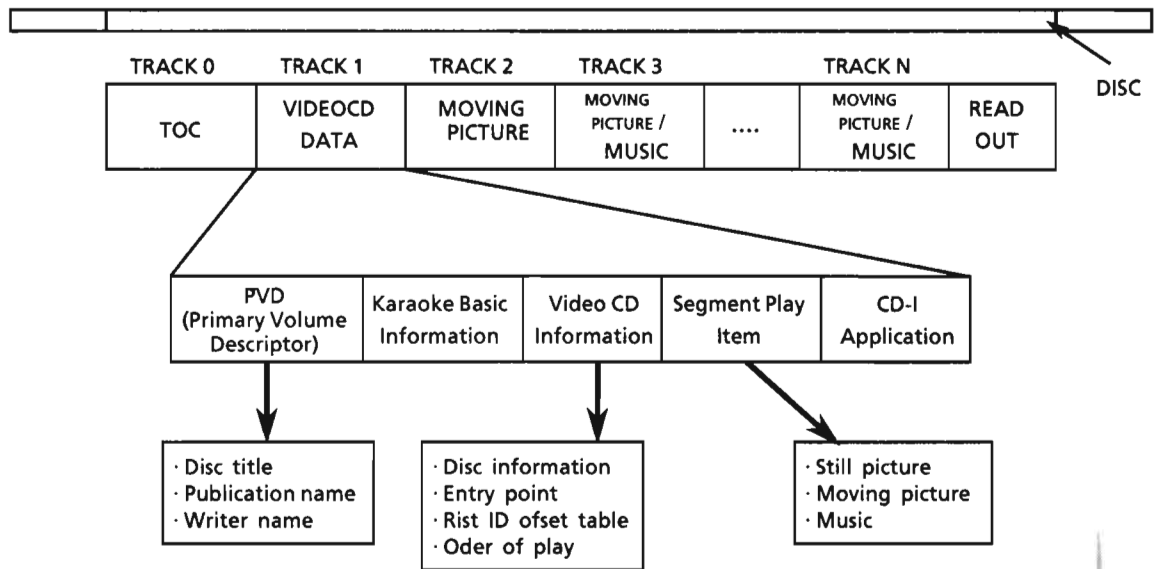 TRACK 0 TRACK 1 TRACK 2 TRACK 3 TRACK N
DISC
TOC
VIDEOCD
DATA
MOVING
PICTURE
MOVING
PICTURE /
MUSIC
....
MOVING
PICTURE /
MUSIC
READ
OUT
PVD
(Primary Volume
Descriptor)
Karaoke Basic
Information
Video CD
Information
Segment Play
Item
CD-I
Application
· Disc title
· Publication name
· Writer name
· Disc information
· Entry point
· Rist ID ofset table
· Oder of play
· Still picture
· Moving picture
· Music